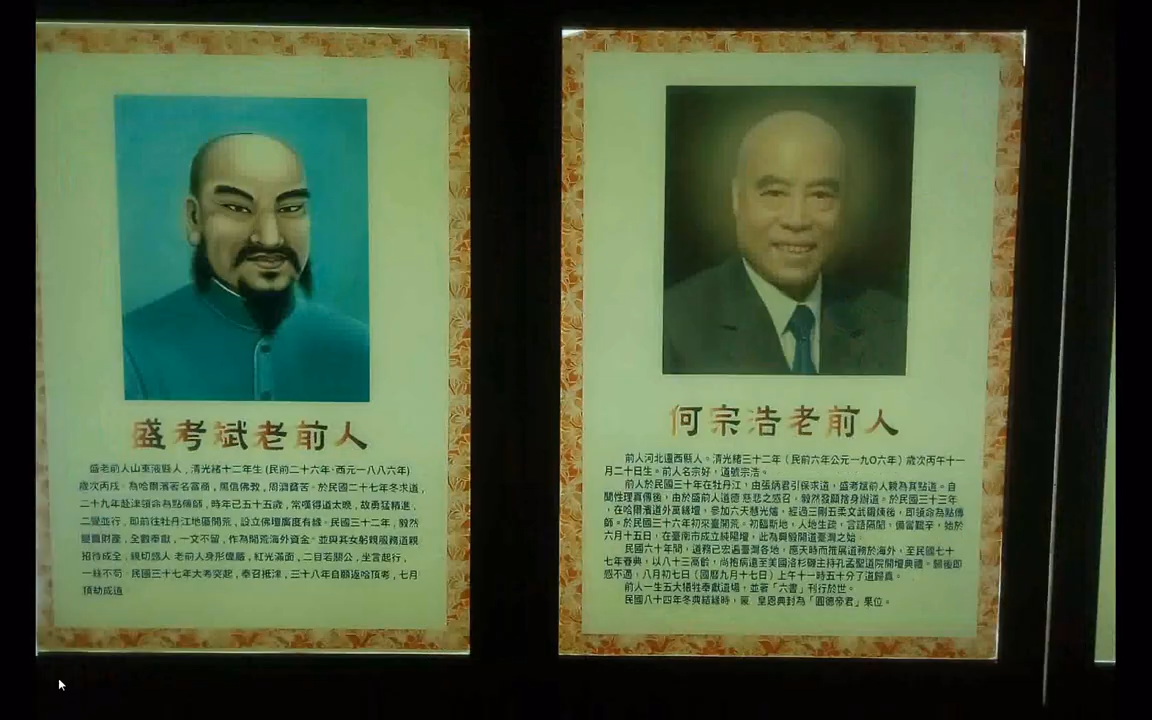 盛考斌老前人
盛老前人山東液縣人﹐清光緒十二年生(民前二十六年·西元一八八六年)
歲次丙戌﹒為哈爾濱著名富商﹐篤信佛教﹐周濟貧苦﹒於民國二十七年冬求道﹐
二十九年赴津領命為點傳師﹐時年已五十五歲﹐常嘆得道太晚﹐故勇猛精進﹐
二變並行﹐即前往牡丹江地區開荒﹐設立佛壇廣度有緣﹒民國三十二年﹐毅然
變賣財產﹐全數奉獻﹐一文不留﹐作為開荒海外資金﹒並與其女躬親服務道親
招待成全﹐親切感人 老前人身形偉嚴﹐紅光滿面﹐二目若關公﹐坐言起行﹐
一絲不苟﹒民國三十七年大考突起﹐奉召抵津﹐三十八年自願返哈頂考﹐七月
頂劫成道
何宗浩老前人
前人河北盧西縣人。清光緒三十二年(民前六年公元一九〇六年)歲次丙午十一
月二十日生。前人名宗好﹐道號宗浩。
前人於民國三十年在牡丹江﹐由張炳君引保求道﹐盛考斌前人親為其點道。自
聞性理真傳後﹐由於盛前人道德 慈悲之感召﹐毅然發願捨身辦道。於民國三十三年
﹐在哈爾濱道外萬緣壇﹐參加六天慧光爐﹐經過三剛五柔文武鍛煉後﹐即領命為點傳
師。於民國三十六年初來臺開荒。初臨斯地﹐人地生疏﹐言語隔閡﹐備嘗艱辛﹐始於
六月十五日﹐在臺南市成立純陽壇﹐此為興毅開道臺灣之始﹒
民國六十年間﹐道務已宏遍臺灣各地﹐應天時而推展道務於海外﹐至民國七十
七年春典﹐以八十三高齡﹐尚抱病遠至美國洛杉磯主持孔孟聖道院開壇典禮。歸後即
感不適﹐八月初七日(國曆九月十七日)上午十一時五十分了道歸真。
前人一生五大犧牲奉獻道場﹐並著「六書」刊行於世。
民國八十四年冬典結緣時﹐蒙 皇恩典封為「圓德帝君」果位。